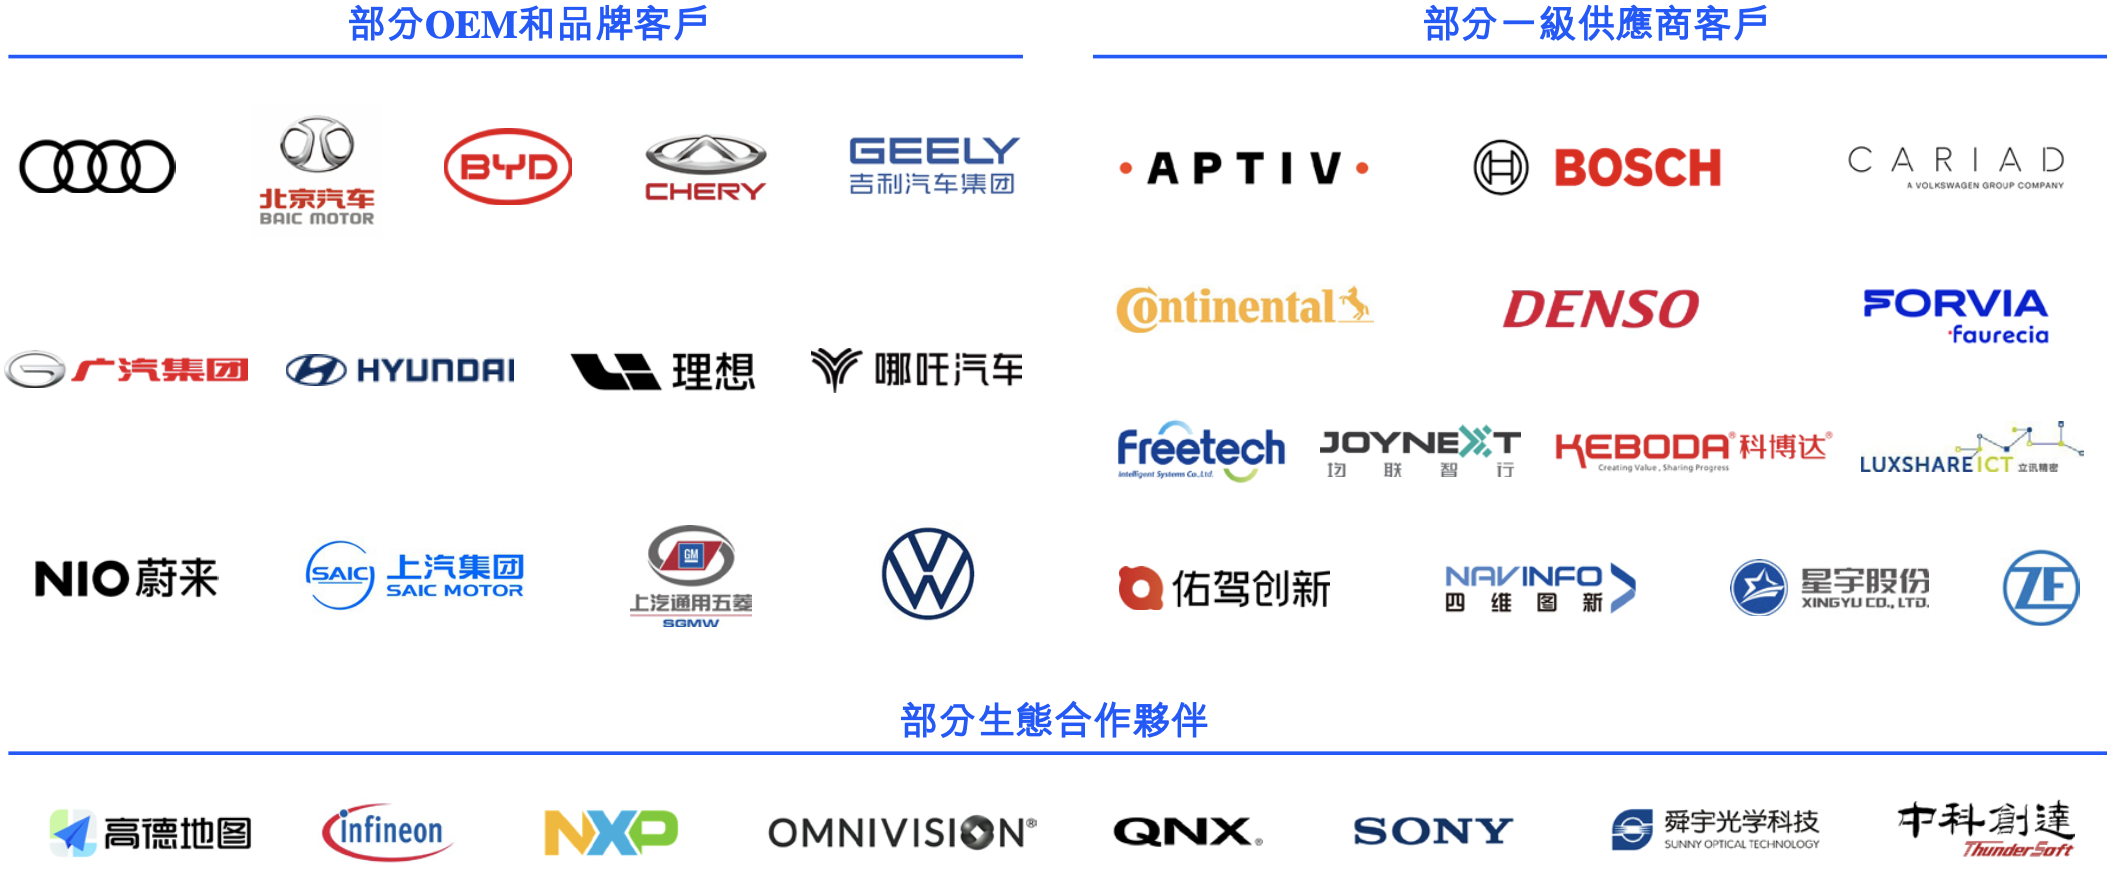 部分OEM和品牌客戶
北京汽车
BAIC MOTOR
BYD
CHERY
GEELY
吉利汽车集团
广汽集团
HYUNDAI
理想
哪吒汽车
NIO蔚来
SAIC 上汽集团
SAIC MOTOR
GM
上汽通用五菱
SGMW
VW
部分一級供應商客戶
APTIV
BOSCH
CARIAD
A VOLKSWAGEN GROUP COMPANY
Continental
DENSO
FORVIA
faurecia
Freetech
Intelligent Systems Co.,Ltd.
JOYNEXT
均联智行
KEBODA®科博达®
Creating Value , Sharing Progress
LUXSHARE ICT 立讯精密
佑驾创新
NAVINFO
四维图新
星宇股份
XINGYU CO., LTD.
ZF
部分生態合作夥伴
高德地图
infineon
NXP
OMNIVISION®
QNX®
SONY
舜宇光学科技
SUNNY OPTICAL TECHNOLOGY
中科創達
ThunderSoft